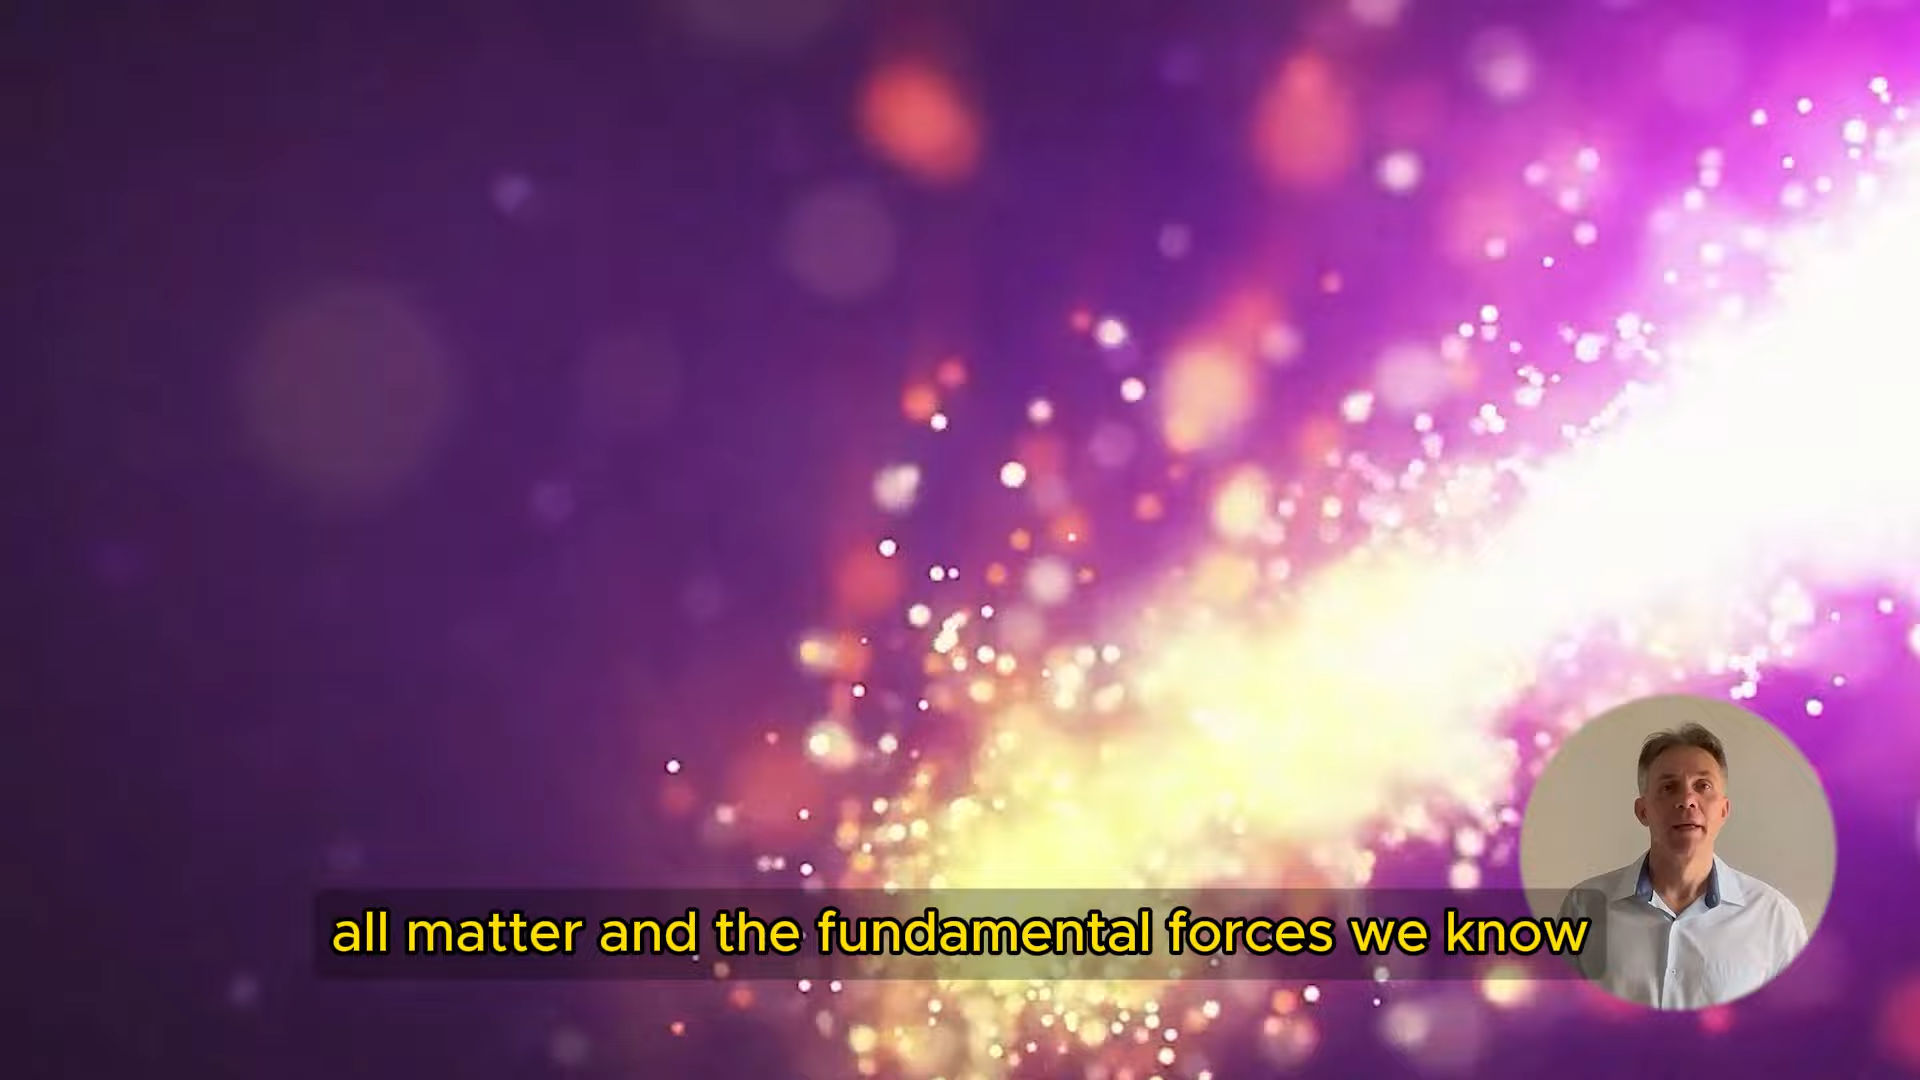 all matter and the fundamental forces we know